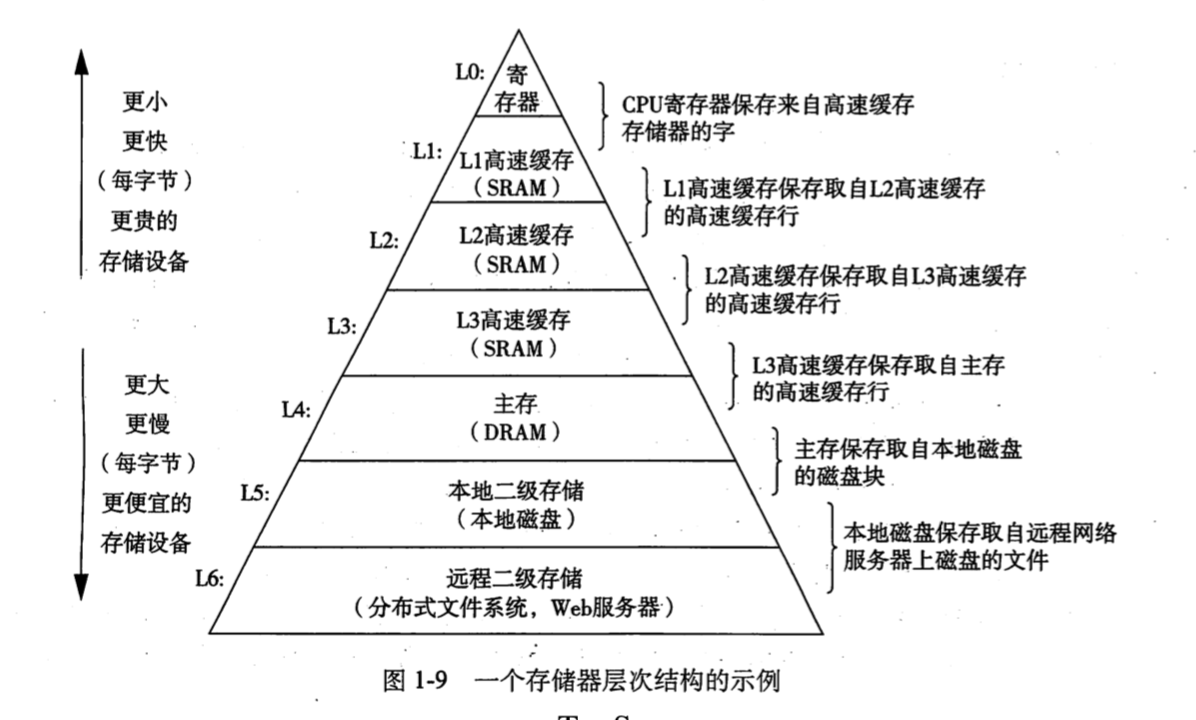 更小
更快
（每字节）
更贵的
存储设备
更大
更慢
（每字节）
更便宜的
存储设备
L0:
寄
存器
CPU寄存器保存来自高速缓存
存储器的字
L1:
L1高速缓存
（SRAM）
L1高速缓存保存取自L2高速缓存
的高速缓存行
L2:
L2高速缓存
（SRAM）
L2高速缓存保存取自L3高速缓存
的高速缓存行
L3:
L3高速缓存
（SRAM）
L3高速缓存保存取自主存
的高速缓存行
L4:
主存
（DRAM）
主存保存取自本地磁盘
的磁盘块
L5:
本地二级存储
（本地磁盘）
本地磁盘保存取自远程网络
服务器上磁盘的文件
L6:
远程二级存储
（分布式文件系统，Web服务器）
图 1-9 一个存储器层次结构的示例